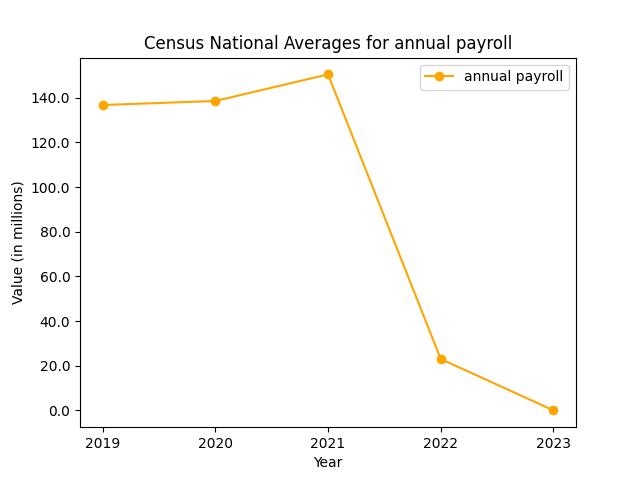 Census National Averages for annual payroll
annual payroll
Value (in millions)
140.0
120.0
100.0
80.0
60.0
40.0
20.0
0.0
2019 2020 2021 2022 2023
Year